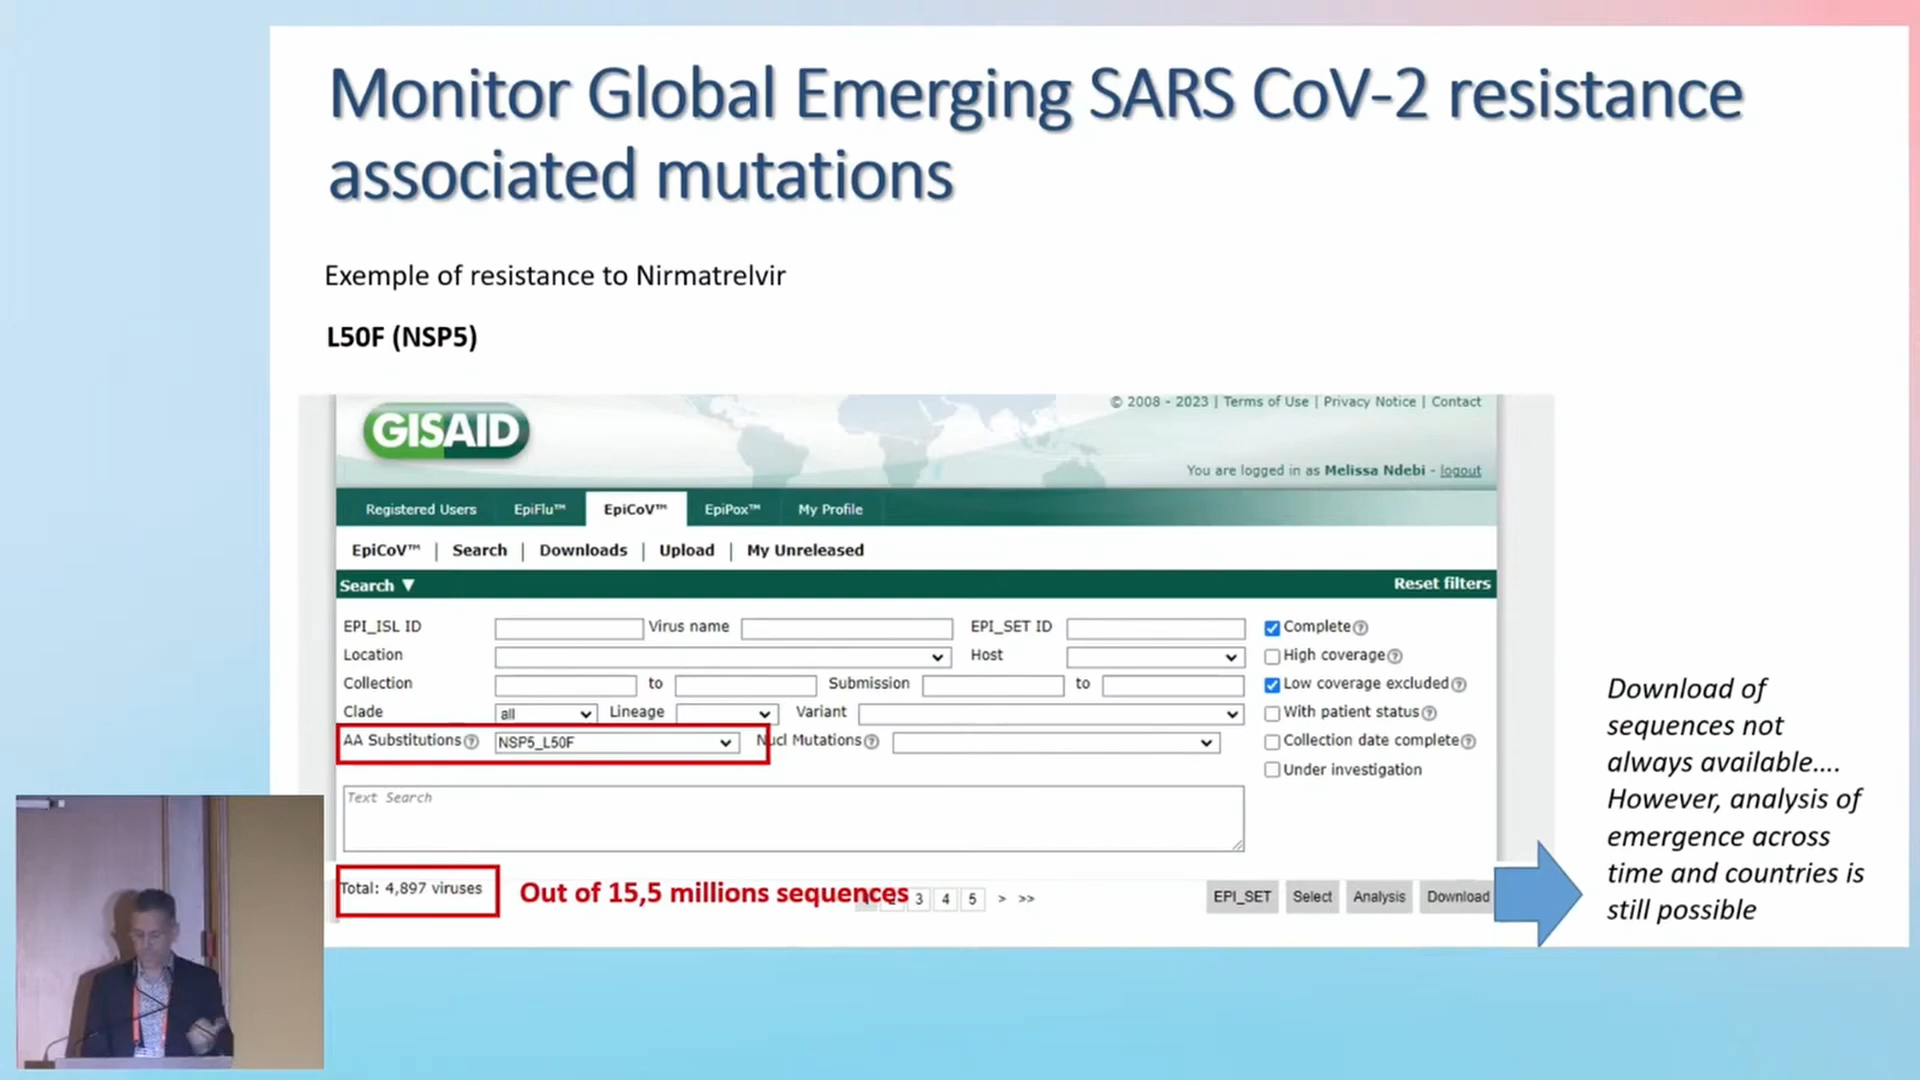 Monitor Global Emerging SARS CoV-2 resistance
associated mutations
Exemple of resistance to Nirmatrelvir
L50F (NSP5)
GISAID
© 2008 - 2023 | Terms of Use | Privacy Notice | Contact
You are logged in as Melissa Ndebi - logout
Registered Users EpiFlu™ EpiCoV™ EpiPox™ My Profile
EpiCoV™ | Search | Downloads | Upload | My Unreleased
Search ▼ Reset filters
EPI_ISL ID Virus name EPI_SET ID Complete
Location Host High coverage
Collection to Submission to Low coverage excluded
Clade all Lineage Variant With patient status
AA Substitutions NSP5_L50F Nucl Mutations Collection date complete
Under investigation
Text Search
Total: 4,897 viruses Out of 15,5 millions sequences 2 3 4 5 > >> EPI_SET Select Analysis Download
Download of
sequences not
always available....
However, analysis of
emergence across
time and countries is
still possible